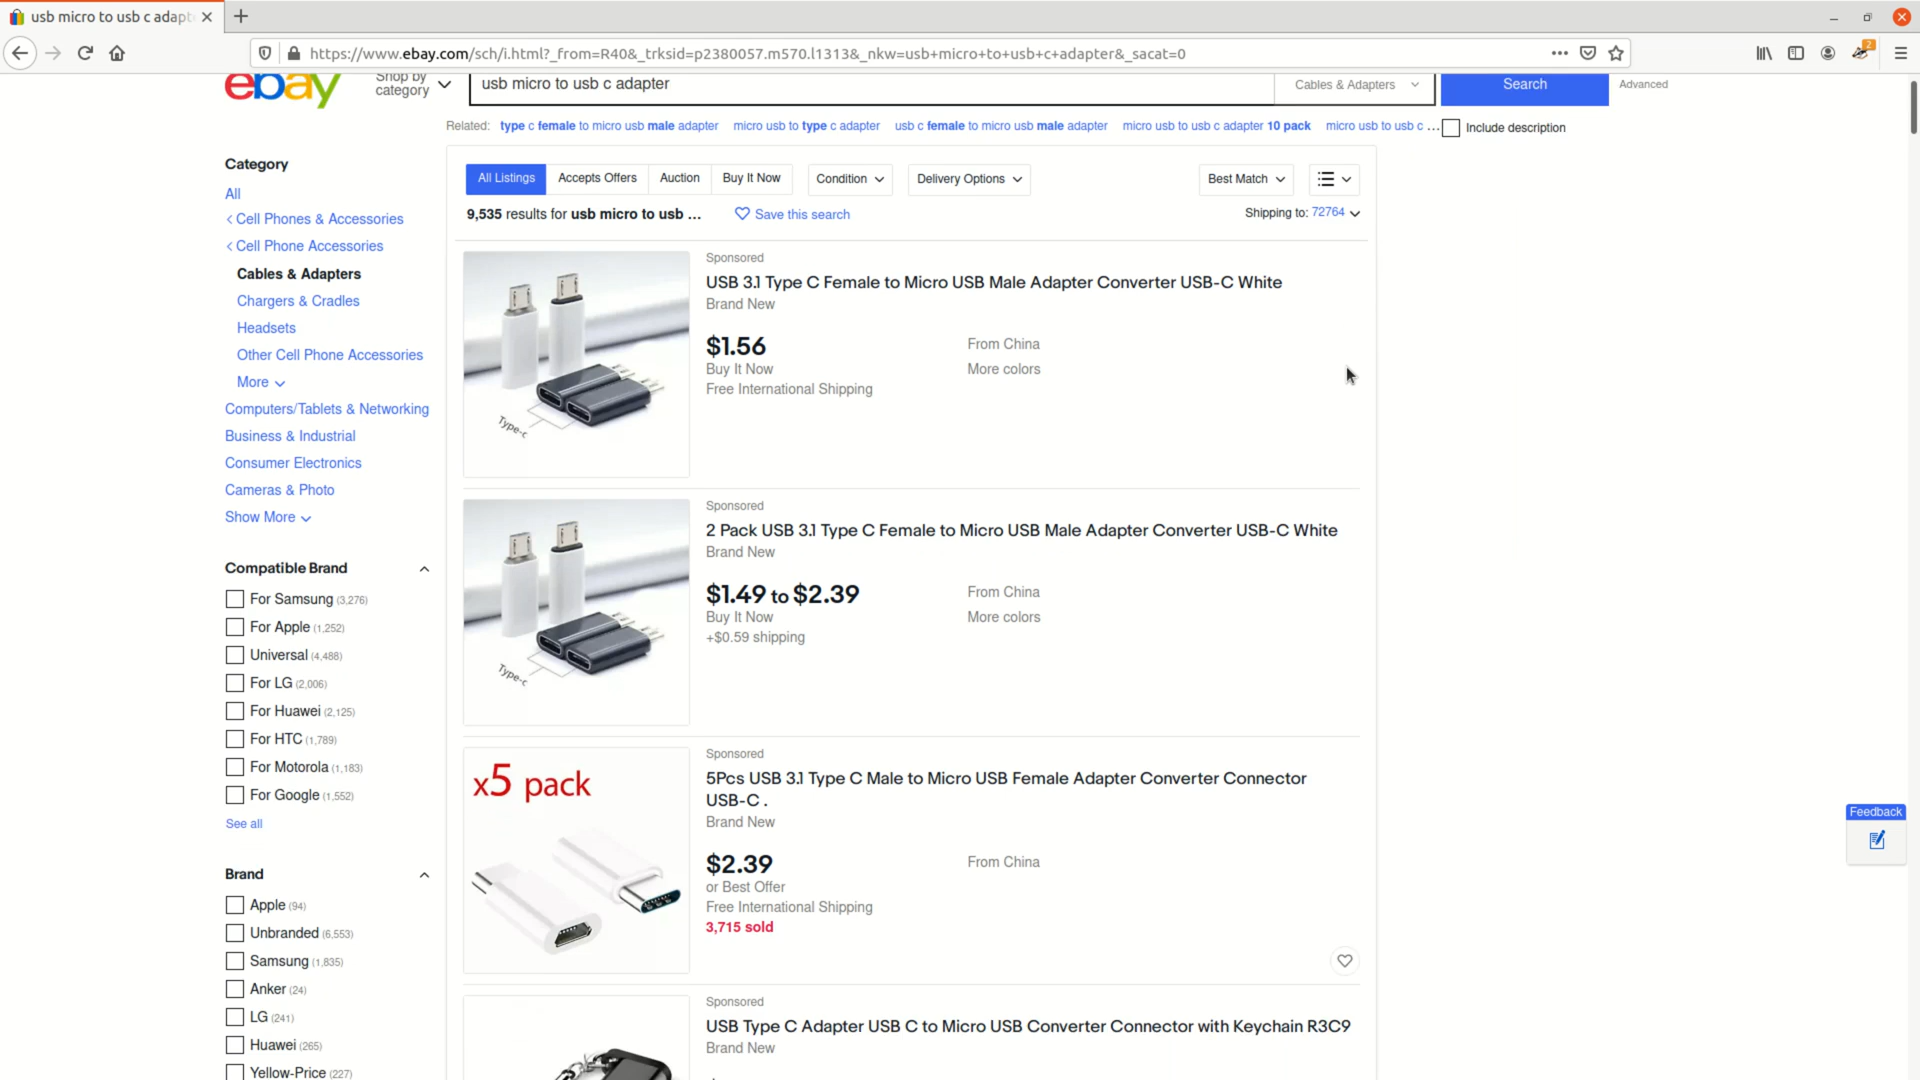 usb micro to usb c adapt
https://www.ebay.com/sch/i.html?_from=R40&_trksid=p2380057.m570.l1313&_nkw=usb+micro+to+usb+c+adapter&_sacat=0
2
ebay
Shop by
category
usb micro to usb c adapter
Cables & Adapters
Search
Advanced
Related: type c female to micro usb male adapter micro usb to type c adapter usb c female to micro usb male adapter micro usb to usb c adapter 10 pack micro usb to usb c ...
Include description
Category
All
Cell Phones & Accessories
Cell Phone Accessories
Cables & Adapters
Chargers & Cradles
Headsets
Other Cell Phone Accessories
More
Computers/Tablets & Networking
Business & Industrial
Consumer Electronics
Cameras & Photo
Show More
Compatible Brand
For Samsung (3,276)
For Apple (1,252)
Universal (4,488)
For LG (2,006)
For Huawei (2,125)
For HTC (1,789)
For Motorola (1,183)
For Google (1,552)
See all
Brand
Apple (94)
Unbranded (6,553)
Samsung (1,835)
Anker (24)
LG (241)
Huawei (265)
Yellow-Price (227)
All Listings Accepts Offers Auction Buy It Now Condition Delivery Options Best Match
9,535 results for usb micro to usb ... Save this search
Shipping to: 72764
Type-c
Sponsored
USB 3.1 Type C Female to Micro USB Male Adapter Converter USB-C White
Brand New
$1.56
Buy It Now
Free International Shipping
From China
More colors
Type-c
Sponsored
2 Pack USB 3.1 Type C Female to Micro USB Male Adapter Converter USB-C White
Brand New
$1.49 to $2.39
Buy It Now
+$0.59 shipping
From China
More colors
x5 pack
Sponsored
5Pcs USB 3.1 Type C Male to Micro USB Female Adapter Converter Connector
USB-C .
Brand New
$2.39
or Best Offer
Free International Shipping
3,715 sold
From China
Sponsored
USB Type C Adapter USB C to Micro USB Converter Connector with Keychain R3C9
Brand New
Feedback